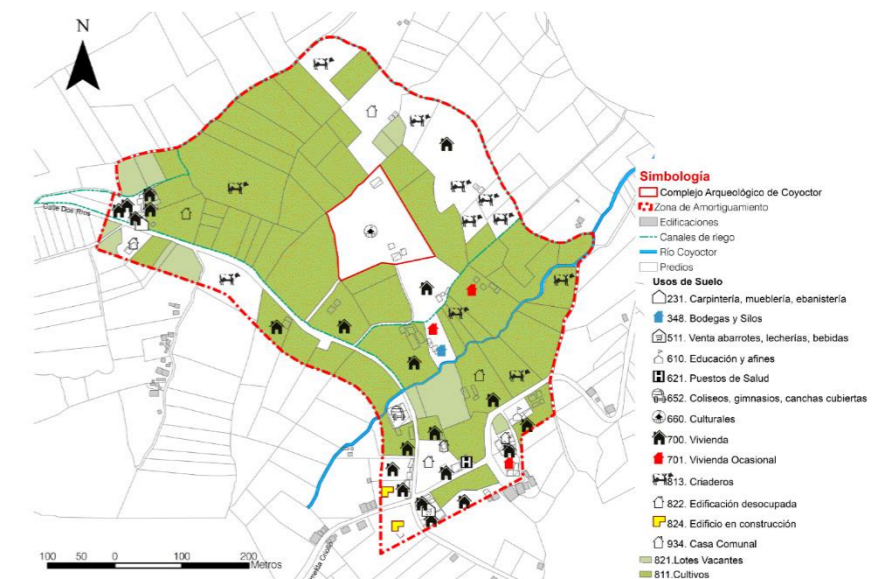 N
Calle Dos Ríos
Simbología
Complejo Arqueológico de Coyoctor
Zona de Amortiguamiento
Edificaciones
Canales de riego
Río Coyoctor
Predios
Usos de Suelo
231. Carpintería, mueblería, ebanistería
348. Bodegas y Silos
511. Venta abarrotes, lecherías, bebidas
610. Educación y afines
621. Puestos de Salud
652. Coliseos, gimnasios, canchas cubiertas
660. Culturales
700. Vivienda
701. Vivienda Ocasional
813. Criaderos
822. Edificación desocupada
824. Edificio en construcción
934. Casa Comunal
821.Lotes Vacantes
811.Cultivos
100 50 0 100 200
Metros